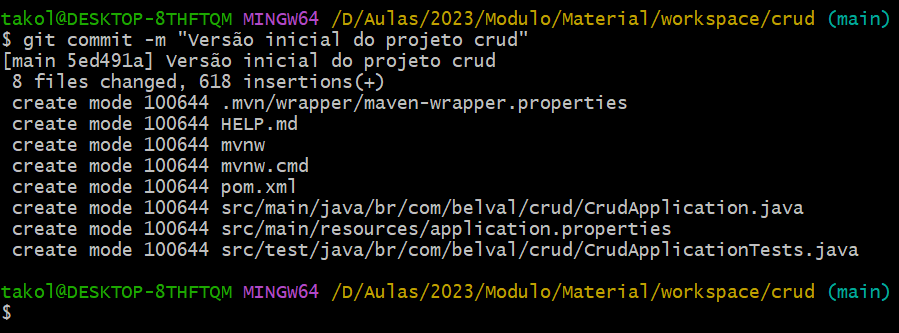 takol@DESKTOP-8THFTQM MINGW64 /D/Aulas/2023/Modulo/Material/workspace/crud (main)
$ git commit -m "Versão inicial do projeto crud"
[main 5ed491a] Versão inicial do projeto crud
 8 files changed, 618 insertions(+)
 create mode 100644 .mvn/wrapper/maven-wrapper.properties
 create mode 100644 HELP.md
 create mode 100644 mvnw
 create mode 100644 mvnw.cmd
 create mode 100644 pom.xml
 create mode 100644 src/main/java/br/com/belval/crud/CrudApplication.java
 create mode 100644 src/main/resources/application.properties
 create mode 100644 src/test/java/br/com/belval/crud/CrudApplicationTests.java
takol@DESKTOP-8THFTQM MINGW64 /D/Aulas/2023/Modulo/Material/workspace/crud (main)
$